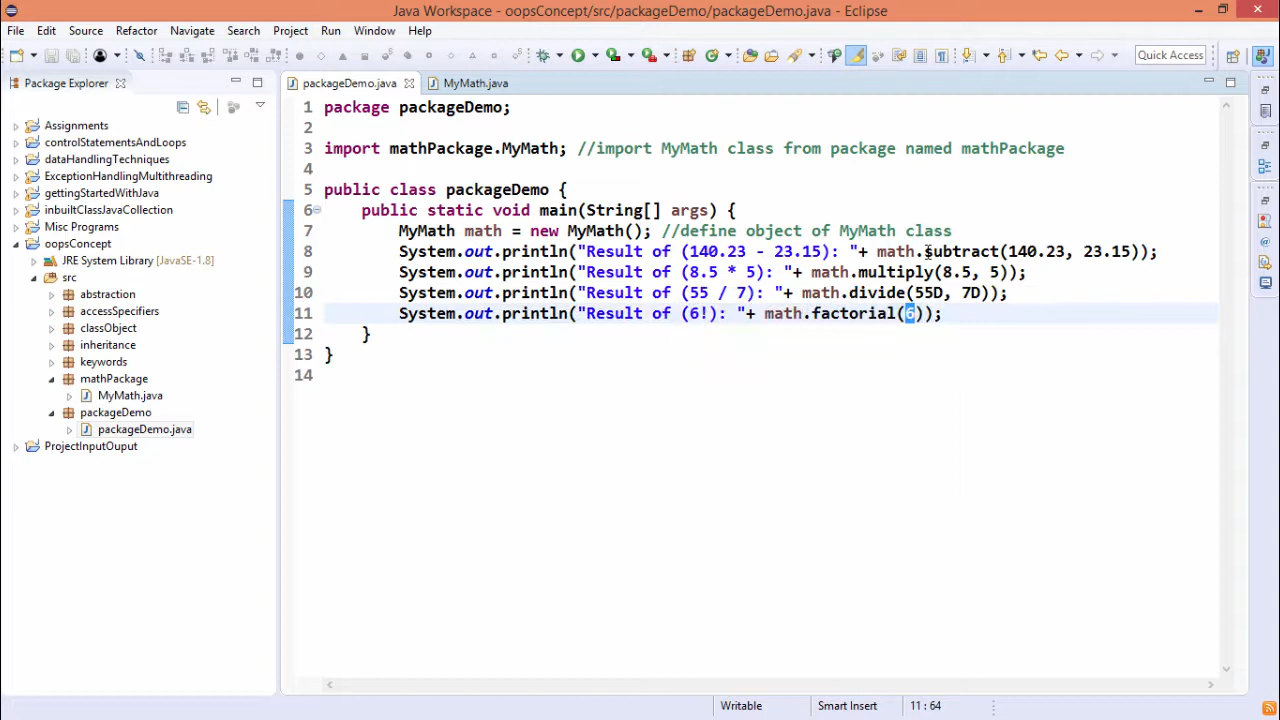 Java Workspace - oopsConcept/src/packageDemo/packageDemo.java - Eclipse
File Edit Source Refactor Navigate Search Project Run Window Help
Quick Access
Package Explorer
packageDemo.java
MyMath.java
Assignments
controlStatementsAndLoops
dataHandlingTechniques
ExceptionHandlingMultithreading
gettingStartedWithJava
inbuiltClassJavaCollection
Misc Programs
oopsConcept
JRE System Library [JavaSE-1.8]
src
abstraction
accessSpecifiers
classObject
inheritance
keywords
mathPackage
MyMath.java
packageDemo
packageDemo.java
ProjectInputOuput
1 package packageDemo;
2
3 import mathPackage.MyMath; //import MyMath class from package named mathPackage
4
5 public class packageDemo {
6 public static void main(String[] args) {
7 MyMath math = new MyMath(); //define object of MyMath class
8 System.out.println("Result of (140.23 - 23.15): "+ math.subtract(140.23, 23.15));
9 System.out.println("Result of (8.5 * 5): "+ math.multiply(8.5, 5));
10 System.out.println("Result of (55 / 7): "+ math.divide(55D, 7D));
11 System.out.println("Result of (6!): "+ math.factorial(6));
12 }
13 }
14
Writable Smart Insert 11 : 64